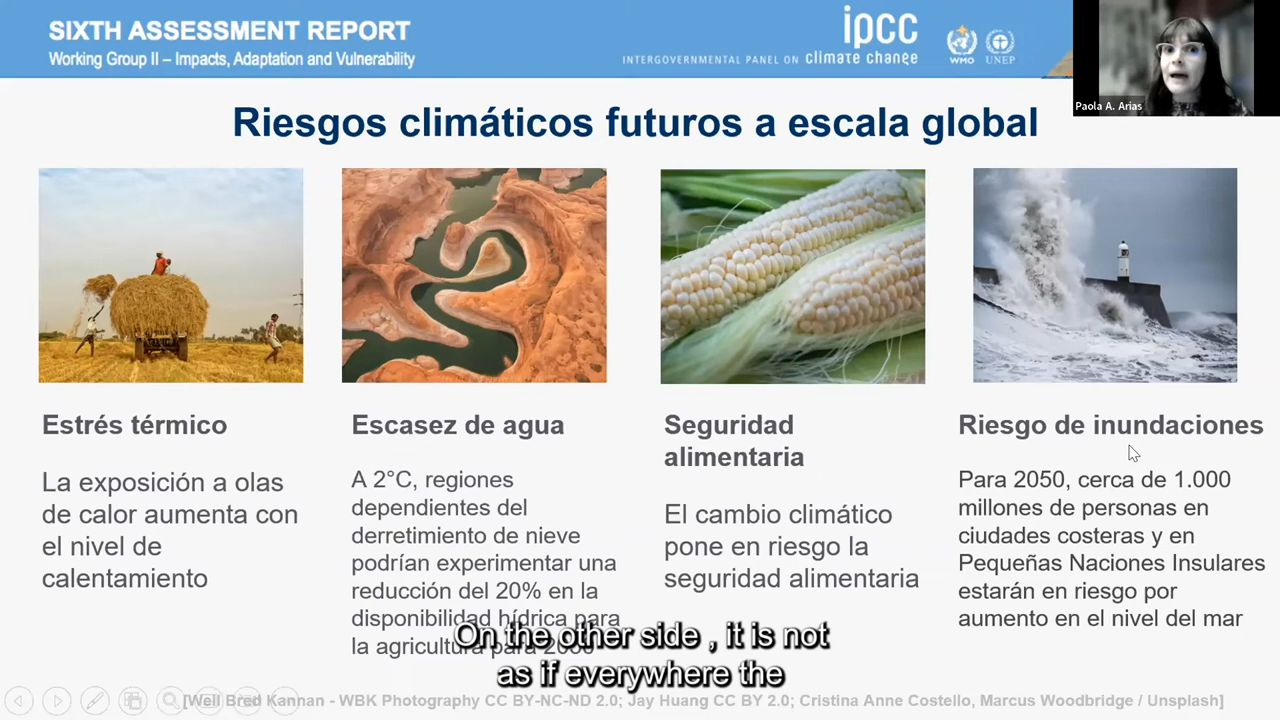 SIXTH ASSESSMENT REPORT
Working Group II – Impacts, Adaptation and Vulnerability
ipcc
INTERGOVERNMENTAL PANEL ON climate change
WMO
UNEP
Paola A. Arias
Riesgos climáticos futuros a escala global
Estrés térmico
La exposición a olas
de calor aumenta con
el nivel de
calentamiento
Escasez de agua
A 2°C, regiones
dependientes del
derretimiento de nieve
podrían experimentar una
reducción del 20% en la
disponibilidad hídrica para
la agricultura para 2050
Seguridad
alimentaria
El cambio climático
pone en riesgo la
seguridad alimentaria
Riesgo de inundaciones
Para 2050, cerca de 1.000
millones de personas en
ciudades costeras y en
Pequeñas Naciones Insulares
estarán en riesgo por
aumento en el nivel del mar
On the other side , it is not
as if everywhere the
[Well Bred Kannan - WBK Photography CC BY-NC-ND 2.0; Jay Huang CC BY 2.0; Cristina Anne Costello, Marcus Woodbridge / Unsplash]